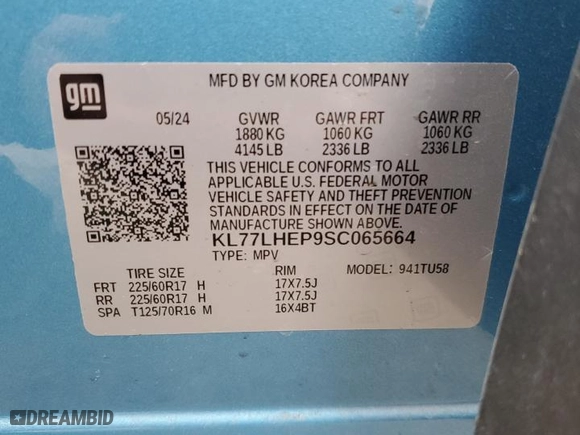 gm
MFD BY GM KOREA COMPANY
05/24 GVWR GAWR FRT GAWR RR
1880 KG 1060 KG 1060 KG
4145 LB 2336 LB 2336 LB
THIS VEHICLE CONFORMS TO ALL
APPLICABLE U.S. FEDERAL MOTOR
VEHICLE SAFETY AND THEFT PREVENTION
STANDARDS IN EFFECT ON THE DATE OF
MANUFACTURE SHOWN ABOVE.
KL77LHEP9SC065664
TYPE: MPV MODEL: 941TU58
TIRE SIZE RIM
FRT 225/60R17 H 17X7.5J
RR 225/60R17 H 17X7.5J
SPA T125/70R16 M 16X4BT
DREAMBID